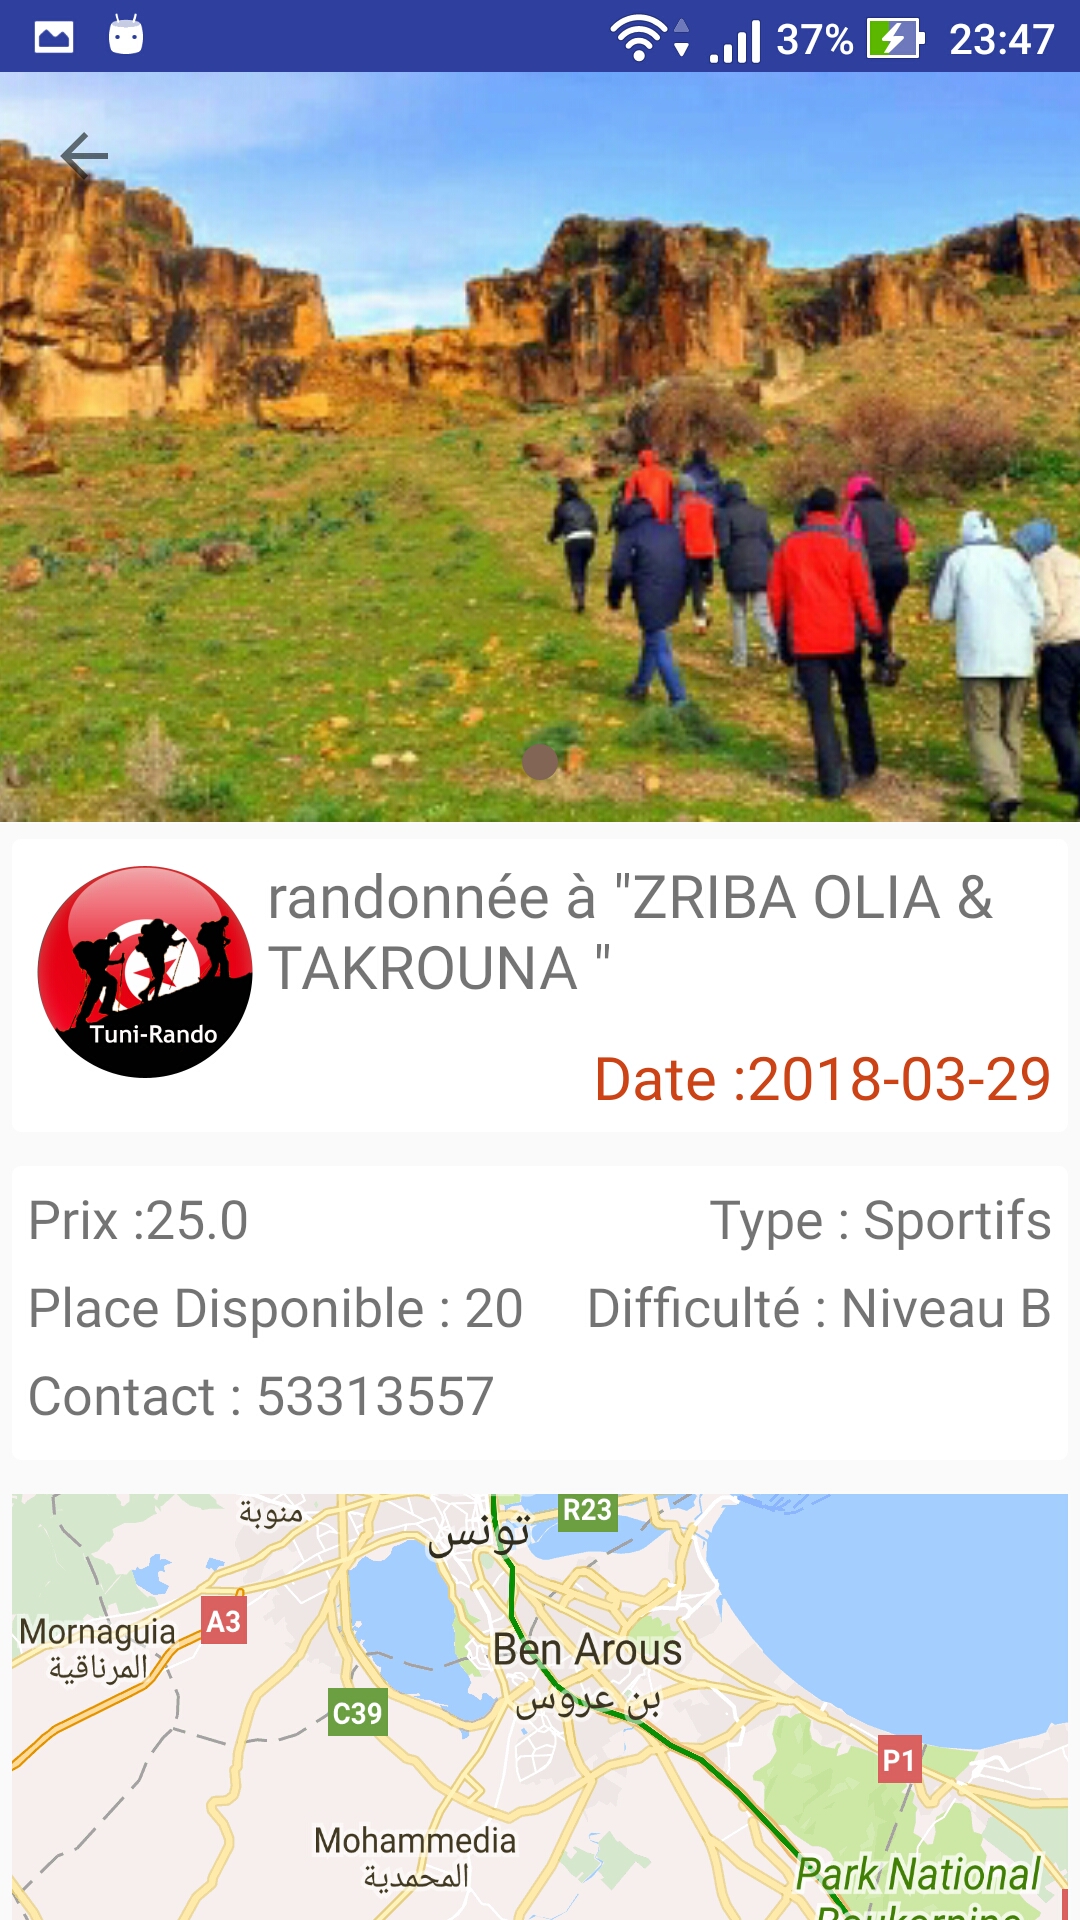 37% 23:47
randonnée à "ZRIBA OLIA &
TAKROUNA "
Tuni-Rando
Date :2018-03-29
Prix :25.0
Type : Sportifs
Place Disponible : 20
Difficulté : Niveau B
Contact : 53313557
منوبة
R23
تونس
A3
Mornaguia
المرناقية
Ben Arous
بن عروس
C39
P1
Mohammedia
المحمدية
Park National